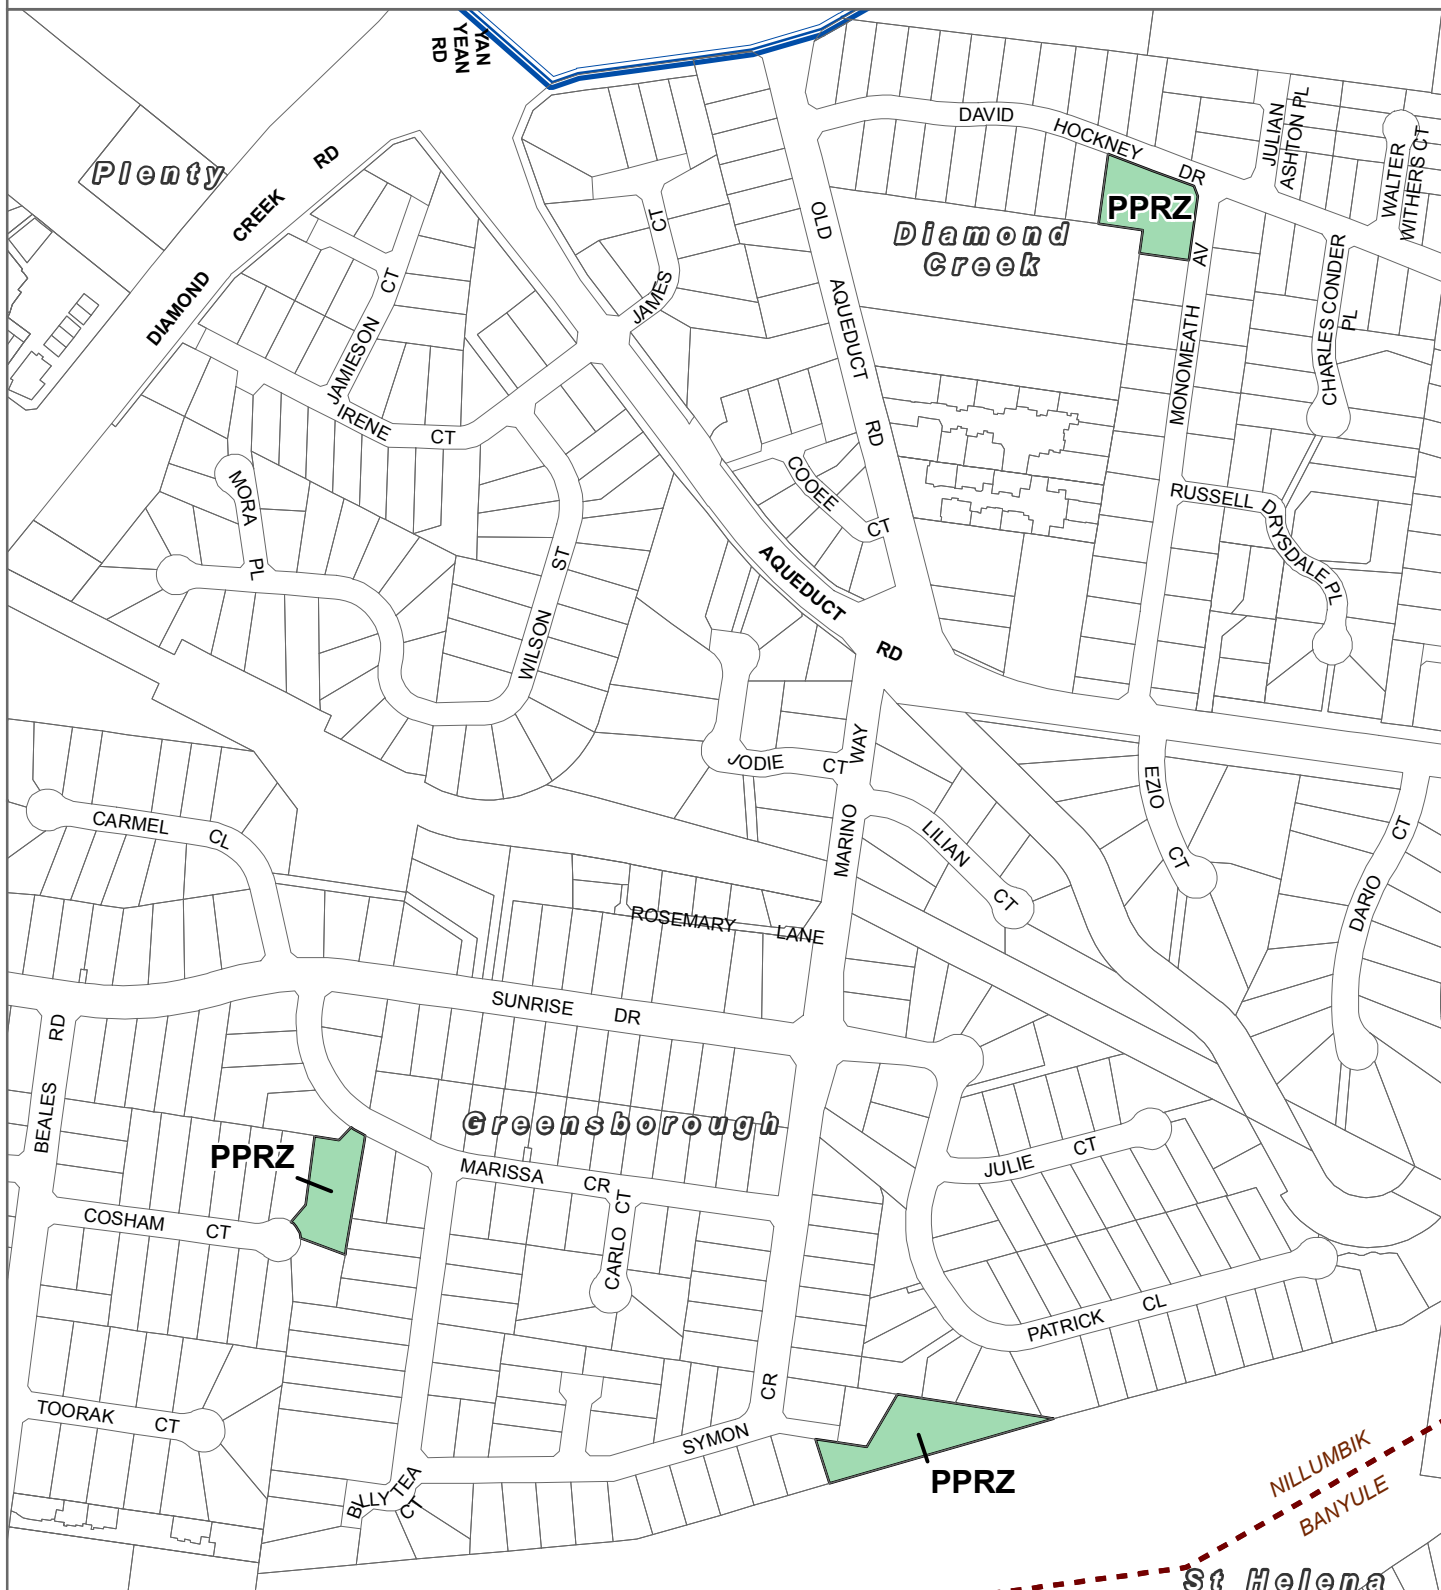 YAN
YEAN
RD
DAVID
HOCKNEY
DR
JULIAN
ASHTON PL
WALTER
WITHERS CT
Plenty
DIAMOND
CREEK
RD
CT
JAMES
OLD
AQUEDUCT
RD
Diamond
Creek
PPRZ
AV
MONOMEATH
CHARLES CONDER
PL
JAMIESON
CT
IRENE
CT
MORA
PL
COOEE
CT
RUSSELL
DRYSDALE PL
WILSON
ST
AQUEDUCT
RD
JODIE
CT
MARINO
WAY
LILIAN
CT
EZIO
CT
DARIO
CT
CARMEL
CL
ROSEMARY
LANE
SUNRISE
DR
BEALES
RD
Greensborough
PPRZ
MARISSA
CR
CARLO CT
JULIE
CT
COSHAM
CT
PATRICK
CL
TOORAK
CT
SYMON
CR
BILLY TEA
CT
PPRZ
NILLUMBIK
BANYULE
St Helena